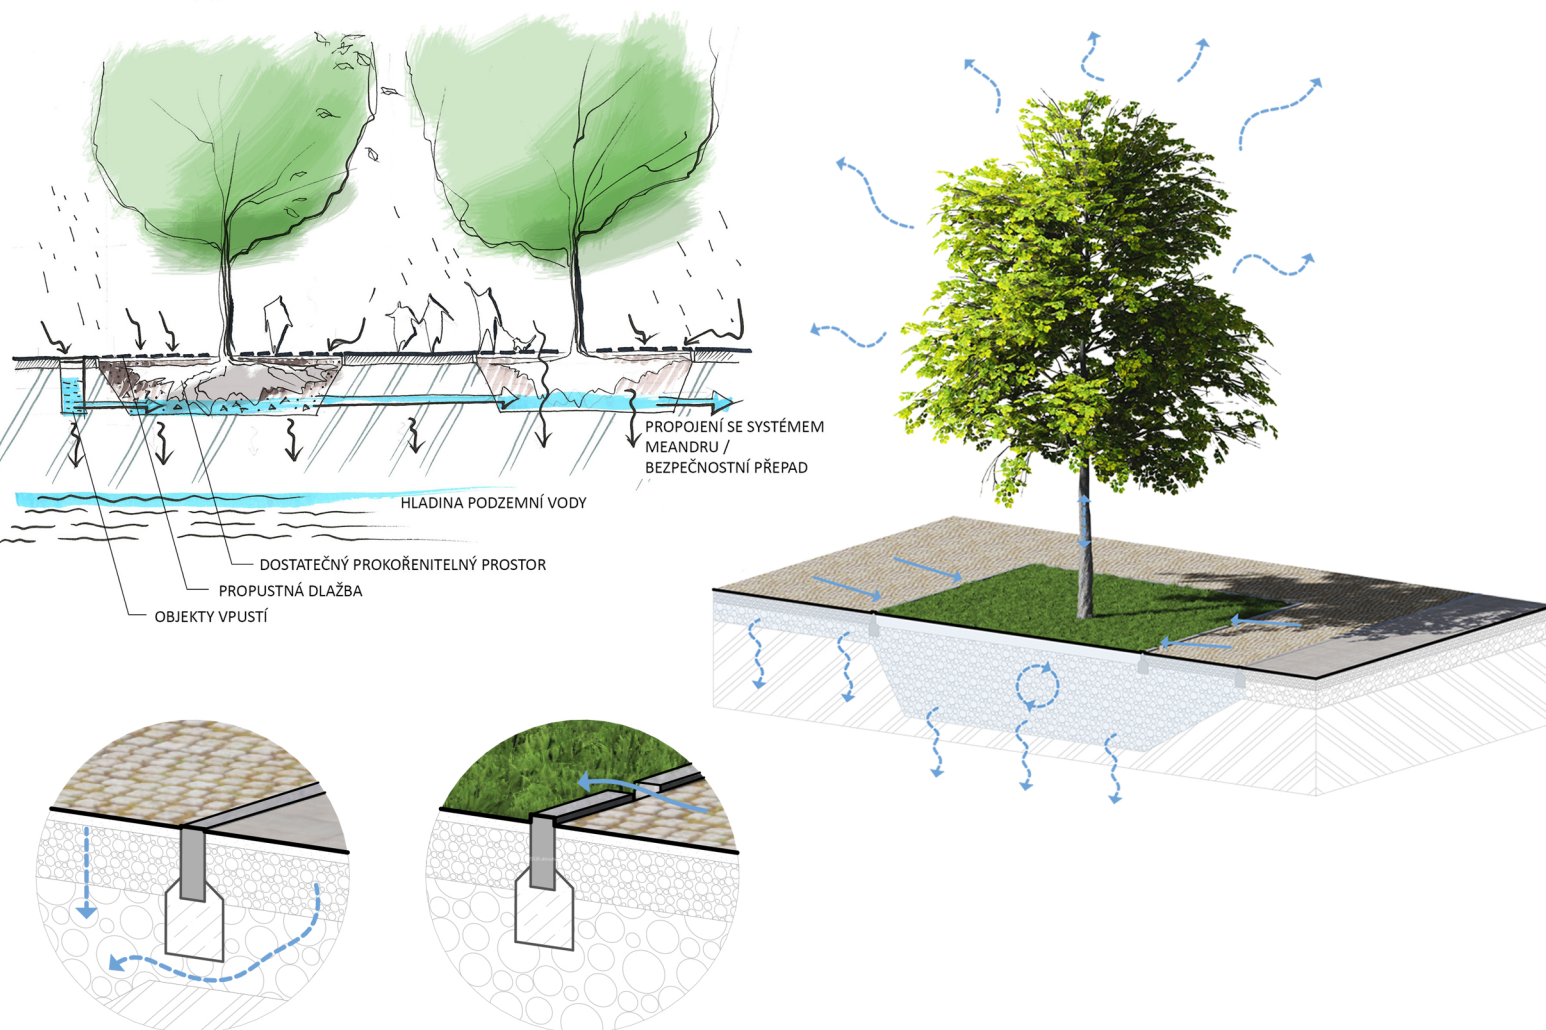 PROPOJENÍ SE SYSTÉMEM
MEANDRU /
BEZPEČNOSTNÍ PŘEPAD
HLADINA PODZEMNÍ VODY
DOSTATEČNÝ PROKOŘENITELNÝ PROSTOR
PROPUSTNÁ DLAŽBA
OBJEKTY VPUSTÍ